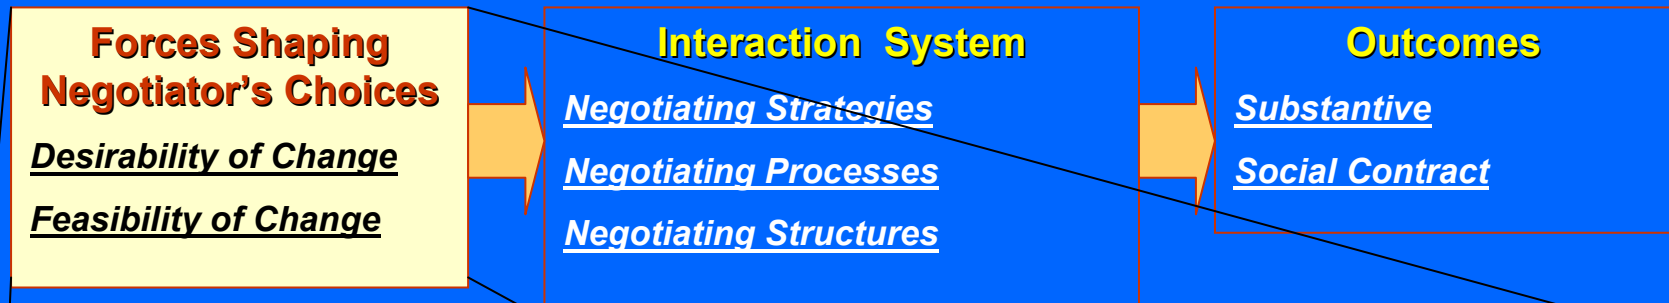 Forces Shaping
Negotiator's Choices
Desirability of Change
Feasibility of Change
Interaction System
Negotiating Strategies
Negotiating Processes
Negotiating Structures
Outcomes
Substantive
Social Contract